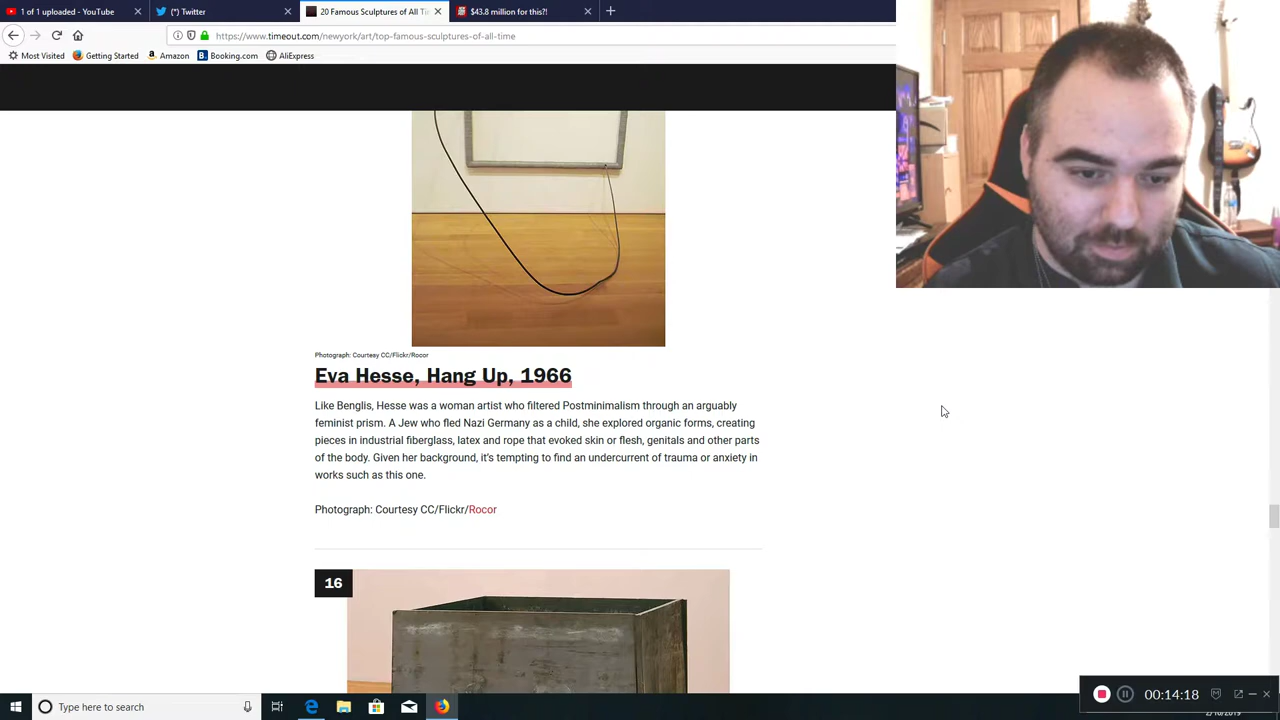 1 of 1 uploaded - YouTube
(*) Twitter
20 Famous Sculptures of All Ti
$43.8 million for this?!
https://www.timeout.com/newyork/art/top-famous-sculptures-of-all-time
Most Visited Getting Started Amazon Booking.com AliExpress
Photograph: Courtesy CC/Flickr/Rocor
Eva Hesse, Hang Up, 1966
Like Benglis, Hesse was a woman artist who filtered Postminimalism through an arguably
feminist prism. A Jew who fled Nazi Germany as a child, she explored organic forms, creating
pieces in industrial fiberglass, latex and rope that evoked skin or flesh, genitals and other parts
of the body. Given her background, it's tempting to find an undercurrent of trauma or anxiety in
works such as this one.
Photograph: Courtesy CC/Flickr/Rocor
16
Type here to search
00:14:18